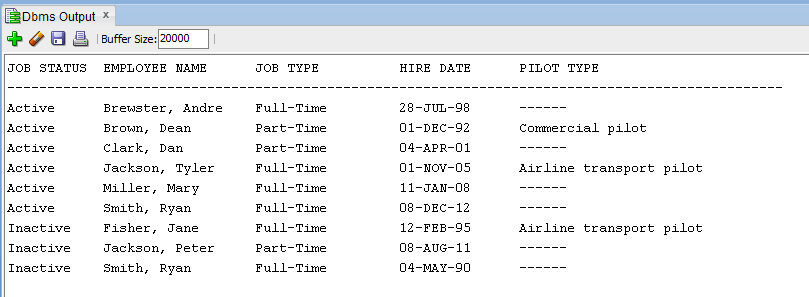 Dbms Output x
Buffer Size: 20000
JOB STATUS EMPLOYEE NAME JOB TYPE HIRE DATE PILOT TYPE
-------------------------------------------------------------------------------------------------
Active Brewster, Andre Full-Time 28-JUL-98 ------
Active Brown, Dean Part-Time 01-DEC-92 Commercial pilot
Active Clark, Dan Part-Time 04-APR-01 ------
Active Jackson, Tyler Full-Time 01-NOV-05 Airline transport pilot
Active Miller, Mary Full-Time 11-JAN-08 ------
Active Smith, Ryan Full-Time 08-DEC-12 ------
Inactive Fisher, Jane Full-Time 12-FEB-95 Airline transport pilot
Inactive Jackson, Peter Part-Time 08-AUG-11 ------
Inactive Smith, Ryan Full-Time 04-MAY-90 ------